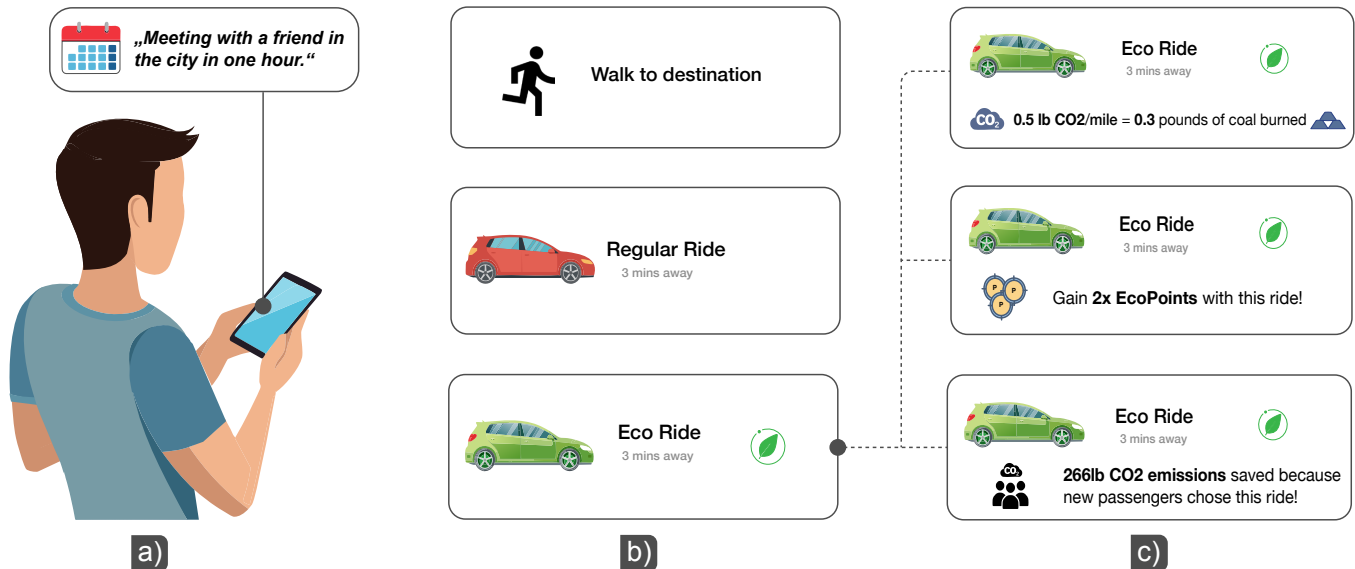 „Meeting with a friend in
the city in one hour.“
a)
Walk to destination
Regular Ride
3 mins away
Eco Ride
3 mins away
b)
Eco Ride
3 mins away
CO₂
0.5 lb CO2/mile = 0.3 pounds of coal burned
Eco Ride
3 mins away
P
P
P
Gain 2x EcoPoints with this ride!
Eco Ride
3 mins away
CO₂
266lb CO2 emissions saved because
new passengers chose this ride!
c)